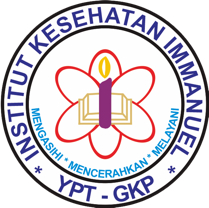 * INSTITUT KESEHATAN IMMANUEL *
MENGASIHI * MENCERAHKAN * MELAYANI
YPT - GKP